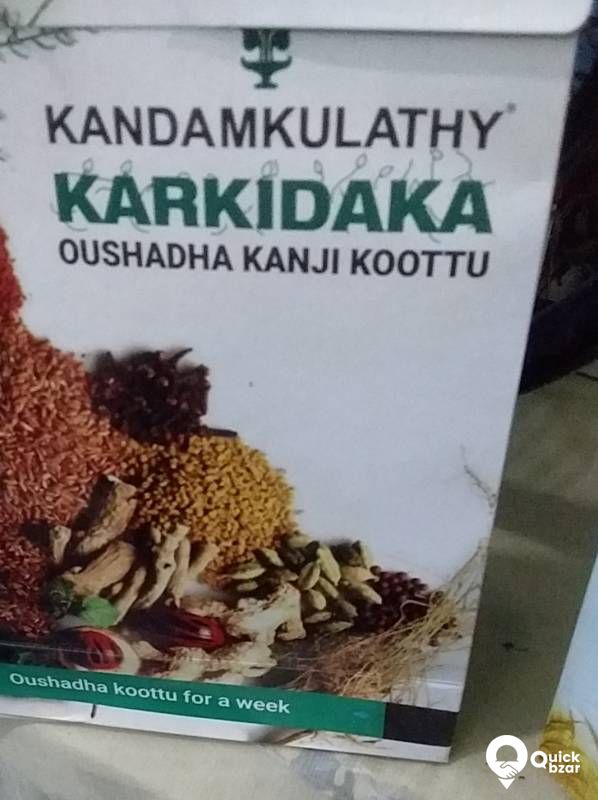 KANDAMKULATHY®
KARKIDAKA
OUSHADHA KANJI KOOTTU
Oushadha koottu for a week
Quick
bzar